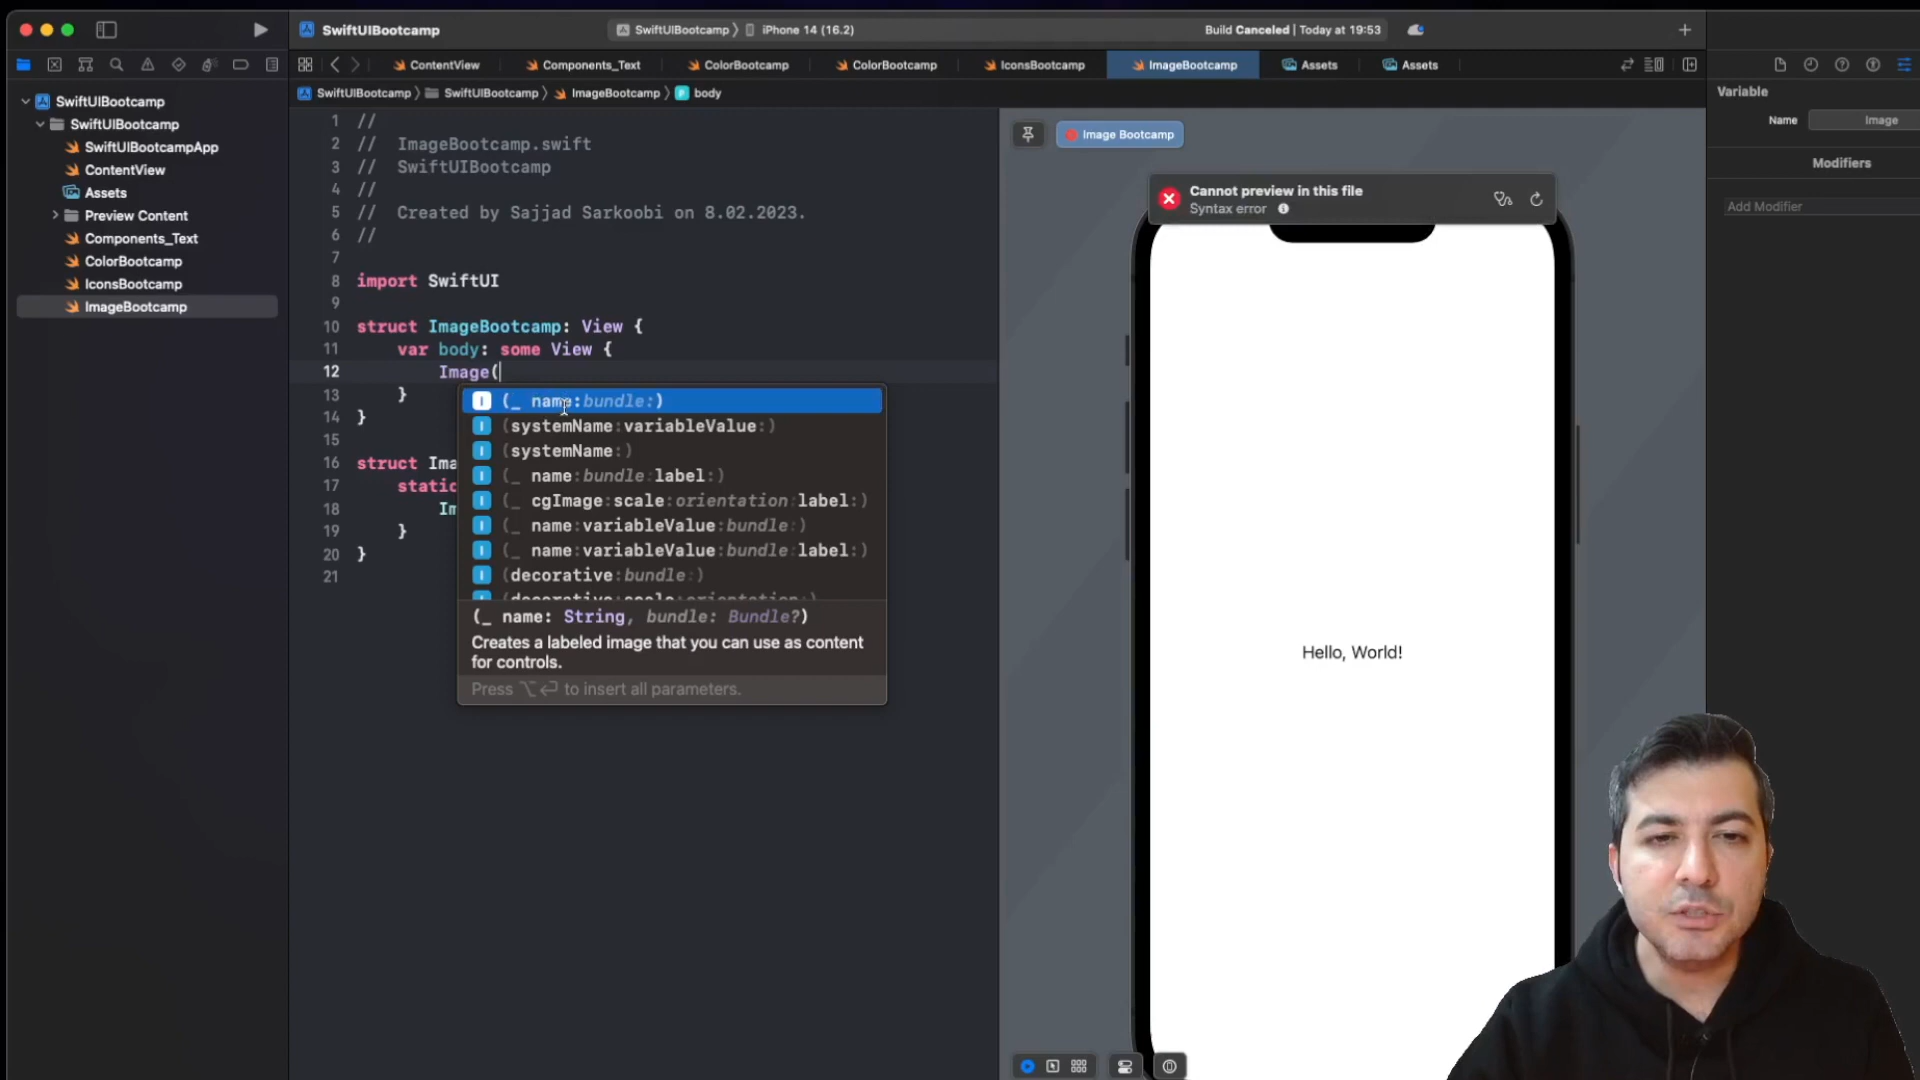 SwiftUIBootcamp
SwiftUIBootcamp 〉 iPhone 14 (16.2)
Build Canceled | Today at 19:53
ContentView
Components_Text
ColorBootcamp
ColorBootcamp
IconsBootcamp
ImageBootcamp
Assets
Assets
SwiftUIBootcamp 〉 SwiftUIBootcamp 〉 ImageBootcamp 〉 body
SwiftUIBootcamp
SwiftUIBootcamp
SwiftUIBootcampApp
ContentView
Assets
Preview Content
Components_Text
ColorBootcamp
IconsBootcamp
ImageBootcamp
1 //
2 // ImageBootcamp.swift
3 // SwiftUIBootcamp
4 //
5 // Created by Sajjad Sarkoobi on 8.02.2023.
6 //
7
8 import SwiftUI
9
10 struct ImageBootcamp: View {
11 var body: some View {
12 Image(
13 }
14 }
15
16 struct Ima
17 static
18 Im
19 }
20 }
21
(_ name:bundle:)
(systemName:variableValue:)
(systemName:)
(_ name:bundle:label:)
(_ cgImage:scale:orientation:label:)
(_ name:variableValue:bundle:)
(_ name:variableValue:bundle:label:)
(decorative:bundle:)
(decorative:scale:orientation:)
(_ name: String, bundle: Bundle?)
Creates a labeled image that you can use as content
for controls.
Press ⌥↩ to insert all parameters.
Image Bootcamp
Cannot preview in this file
Syntax error
Hello, World!
Variable
Name Image
Modifiers
Add Modifier